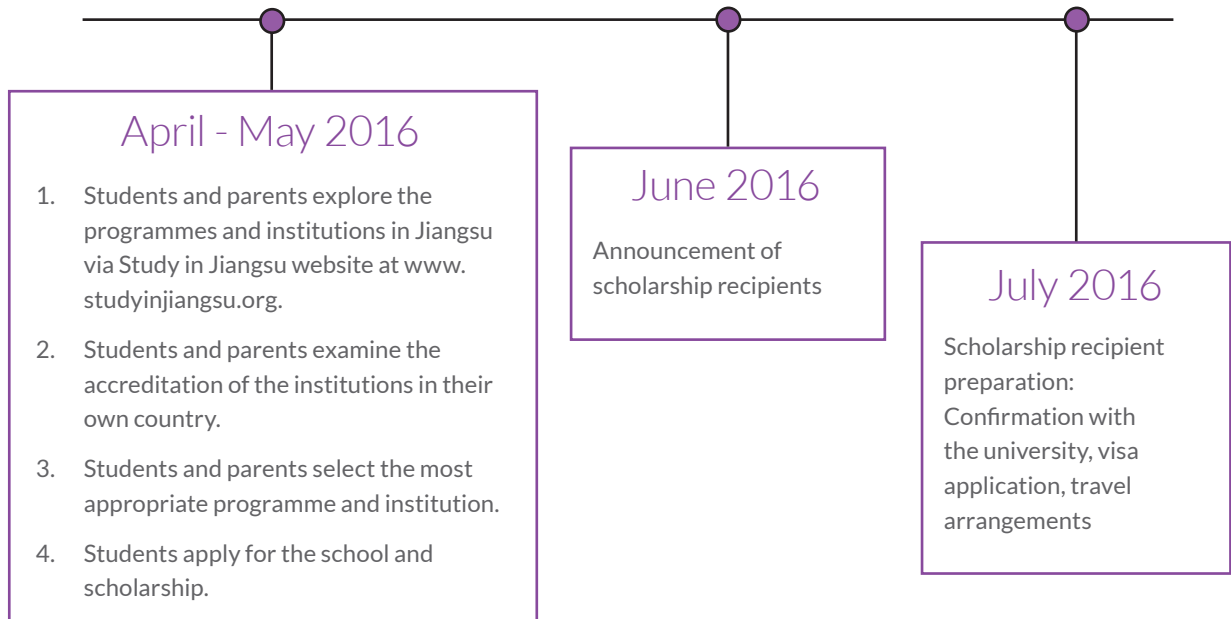 April - May 2016
1. Students and parents explore the
programmes and institutions in Jiangsu
via Study in Jiangsu website at www.
studyinjiangsu.org.
2. Students and parents examine the
accreditation of the institutions in their
own country.
3. Students and parents select the most
appropriate programme and institution.
4. Students apply for the school and
scholarship.
June 2016
Announcement of
scholarship recipients
July 2016
Scholarship recipient
preparation:
Confirmation with
the university, visa
application, travel
arrangements